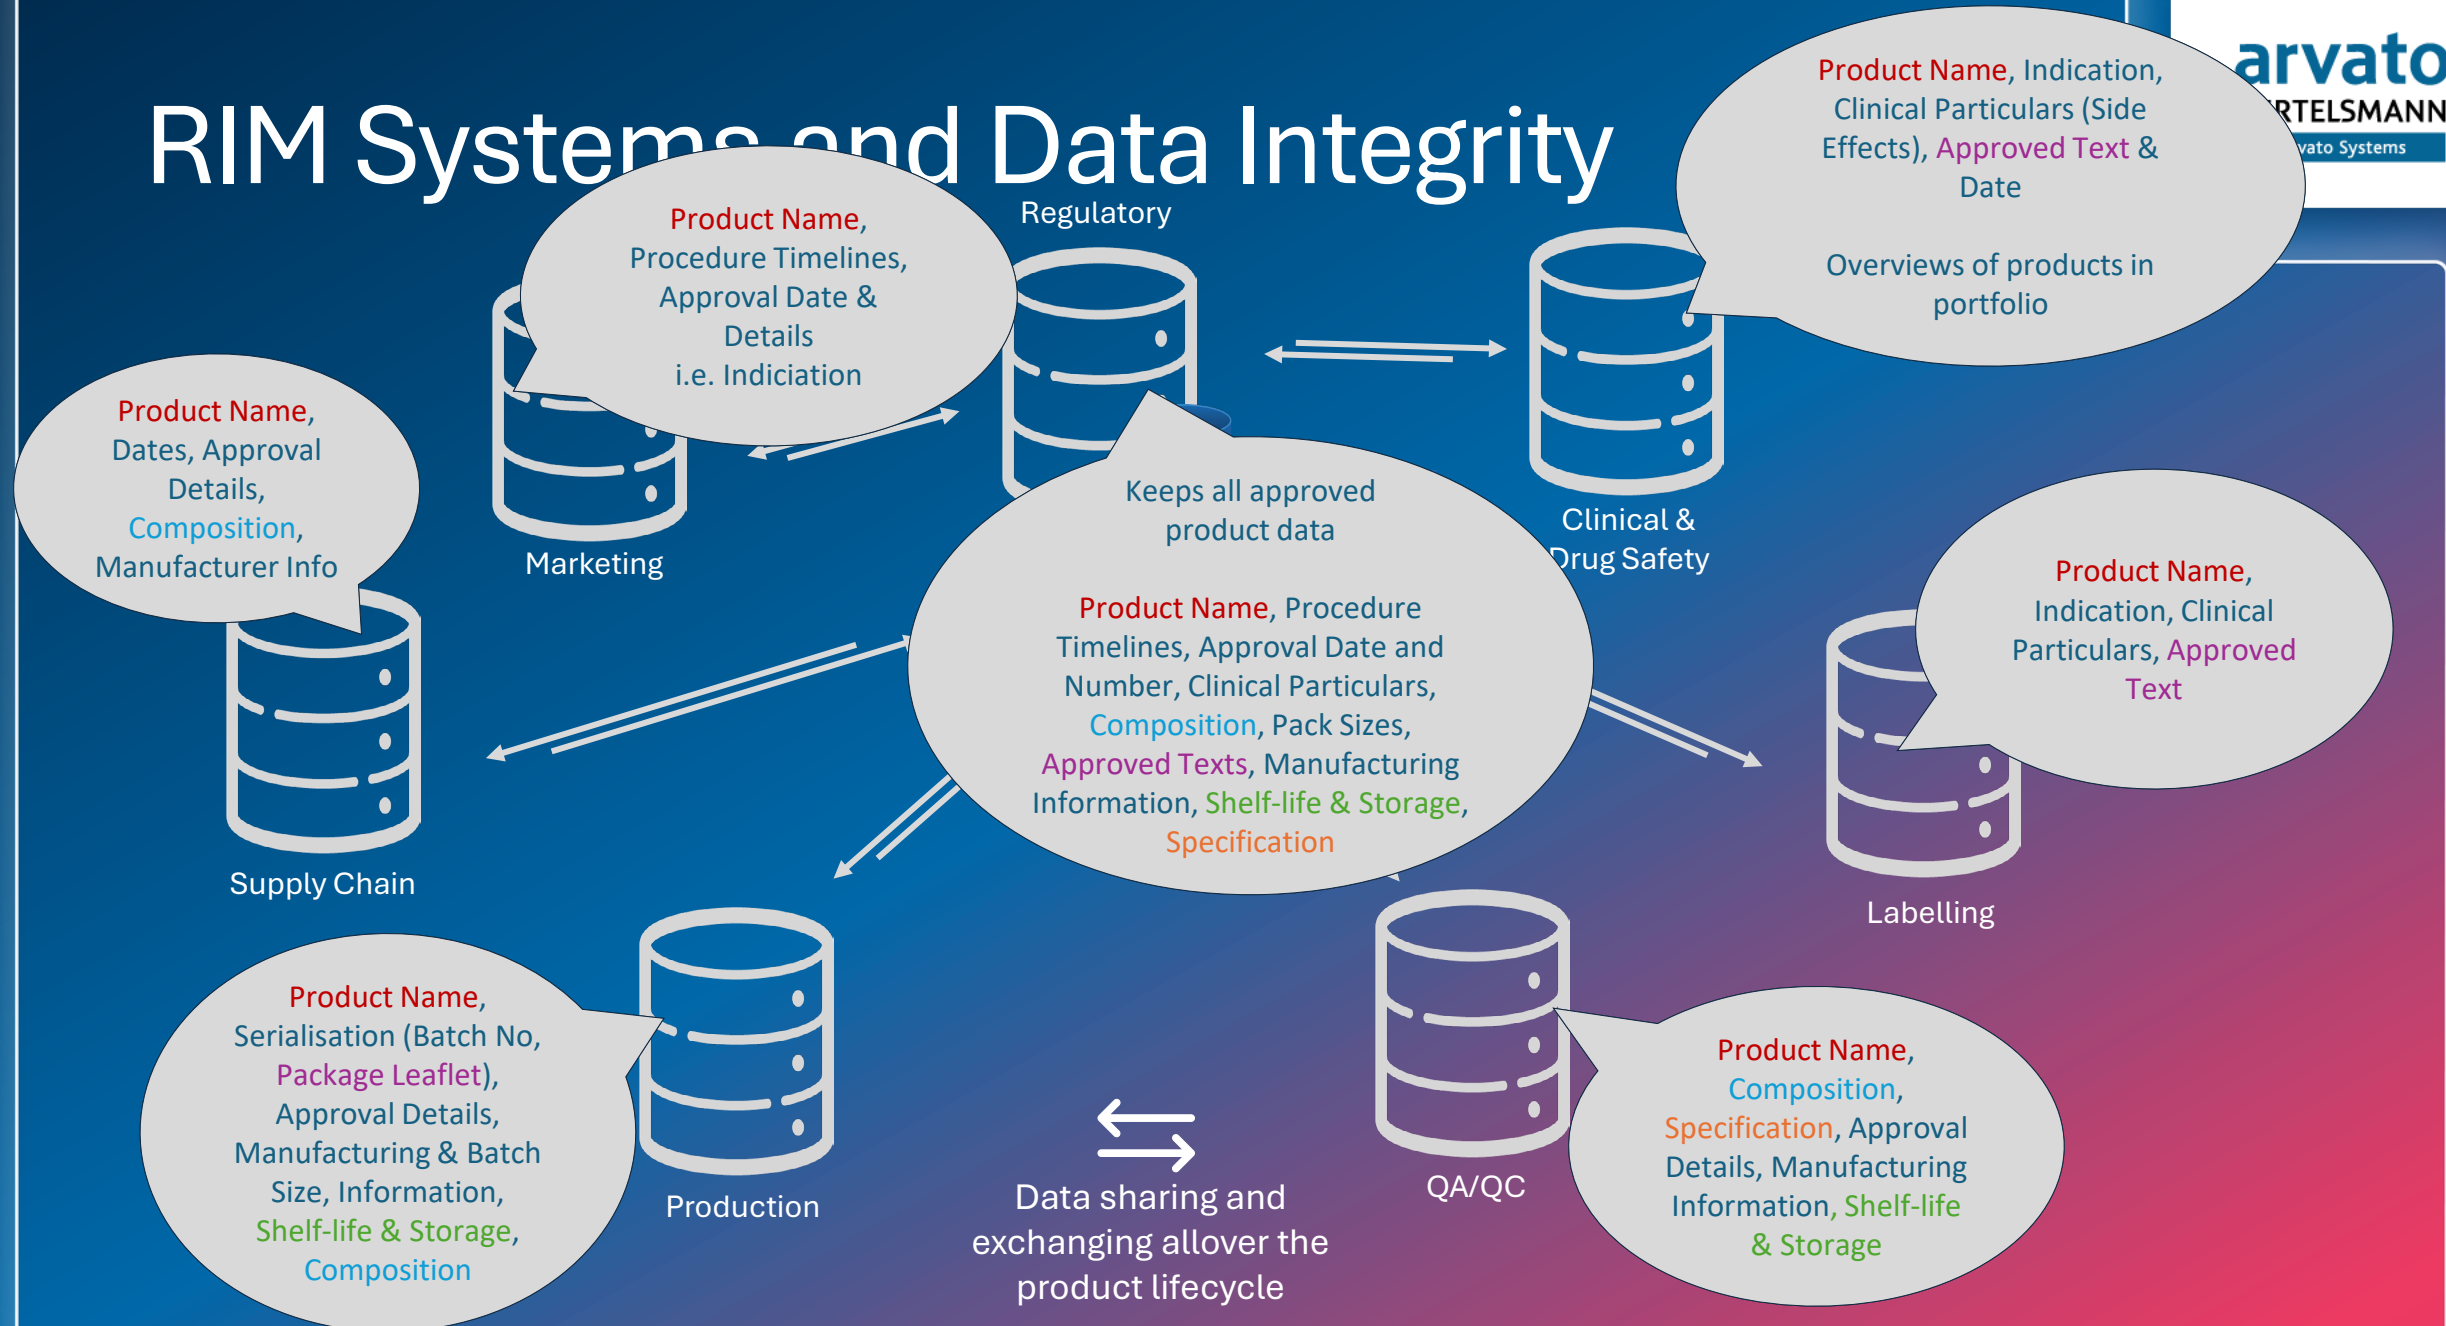 RIM Systems and Data Integrity
arvato
RTELSMANN
vato Systems
Product Name, Indication,
Clinical Particulars (Side
Effects), Approved Text &
Date
Overviews of products in
portfolio
Regulatory
Product Name,
Procedure Timelines,
Approval Date &
Details
i.e. Indiciation
Product Name,
Dates, Approval
Details,
Composition,
Manufacturer Info
Marketing
Keeps all approved
product data
Product Name, Procedure
Timelines, Approval Date and
Number, Clinical Particulars,
Composition, Pack Sizes,
Approved Texts, Manufacturing
Information, Shelf-life & Storage,
Specification
Clinical &
Drug Safety
Product Name,
Indication, Clinical
Particulars, Approved
Text
Supply Chain
Labelling
Product Name,
Serialisation (Batch No,
Package Leaflet),
Approval Details,
Manufacturing & Batch
Size, Information,
Shelf-life & Storage,
Composition
Production
Data sharing and
exchanging allover the
product lifecycle
QA/QC
Product Name,
Composition,
Specification, Approval
Details, Manufacturing
Information, Shelf-life
& Storage